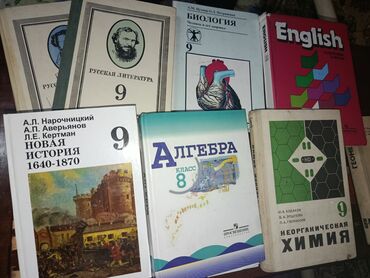 РУССКАЯ ЛИТЕРАТУРА
9
БИОЛОГИЯ
9
English
А.Л. Нарочницкий
А.П. Аверьянов
Л.Е. Кертман
НОВАЯ
ИСТОРИЯ
1640-1870
9
АЛГЕБРА
КЛАСС
8
ПРОСВЕЩЕНИЕ
9
НЕОРГАНИЧЕСКАЯ
ХИМИЯ